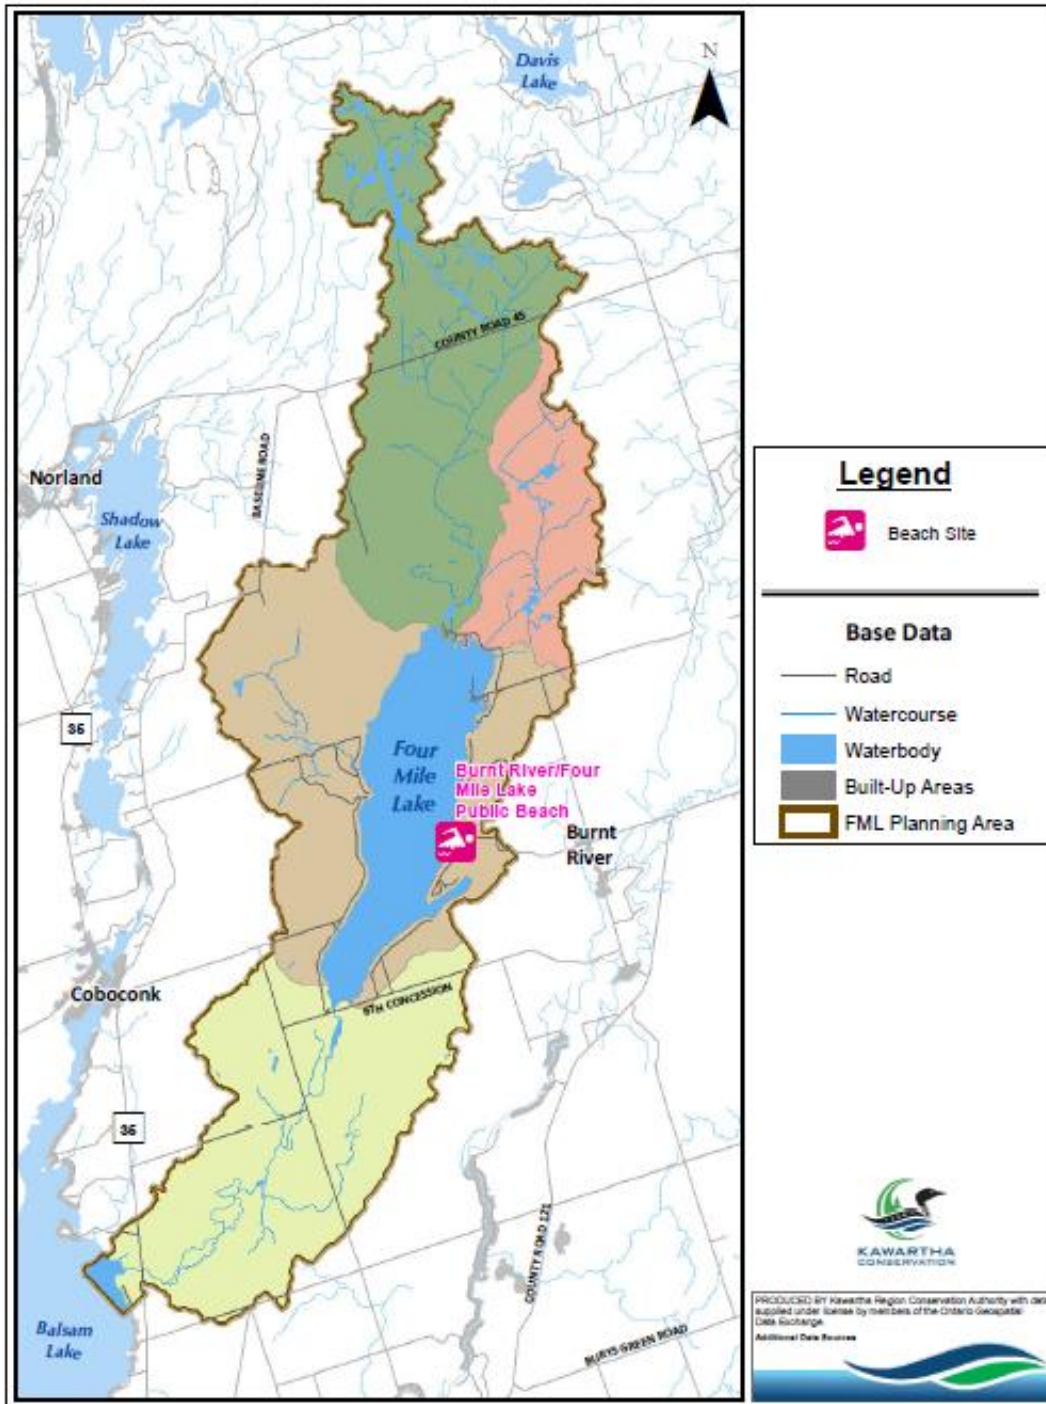 N
Davis
Lake
COUNTY ROAD 45
BASELINE ROAD
Norland
Shadow
Lake
35
Four
Mile
Lake
Burnt River/Four
Mile Lake
Public Beach
Burnt
River
Coboconk
9TH CONCESSION
35
COUNTY ROAD 121
BURYS GREEN ROAD
Balsam
Lake
Legend
Beach Site
Base Data
Road
Watercourse
Waterbody
Built-Up Areas
FML Planning Area
KAWARTHA
CONSERVATION
PRODUCED BY Kawartha Region Conservation Authority with data
supplied under license by members of the Ontario Geospatial
Data Exchange.
Additional Data Sources